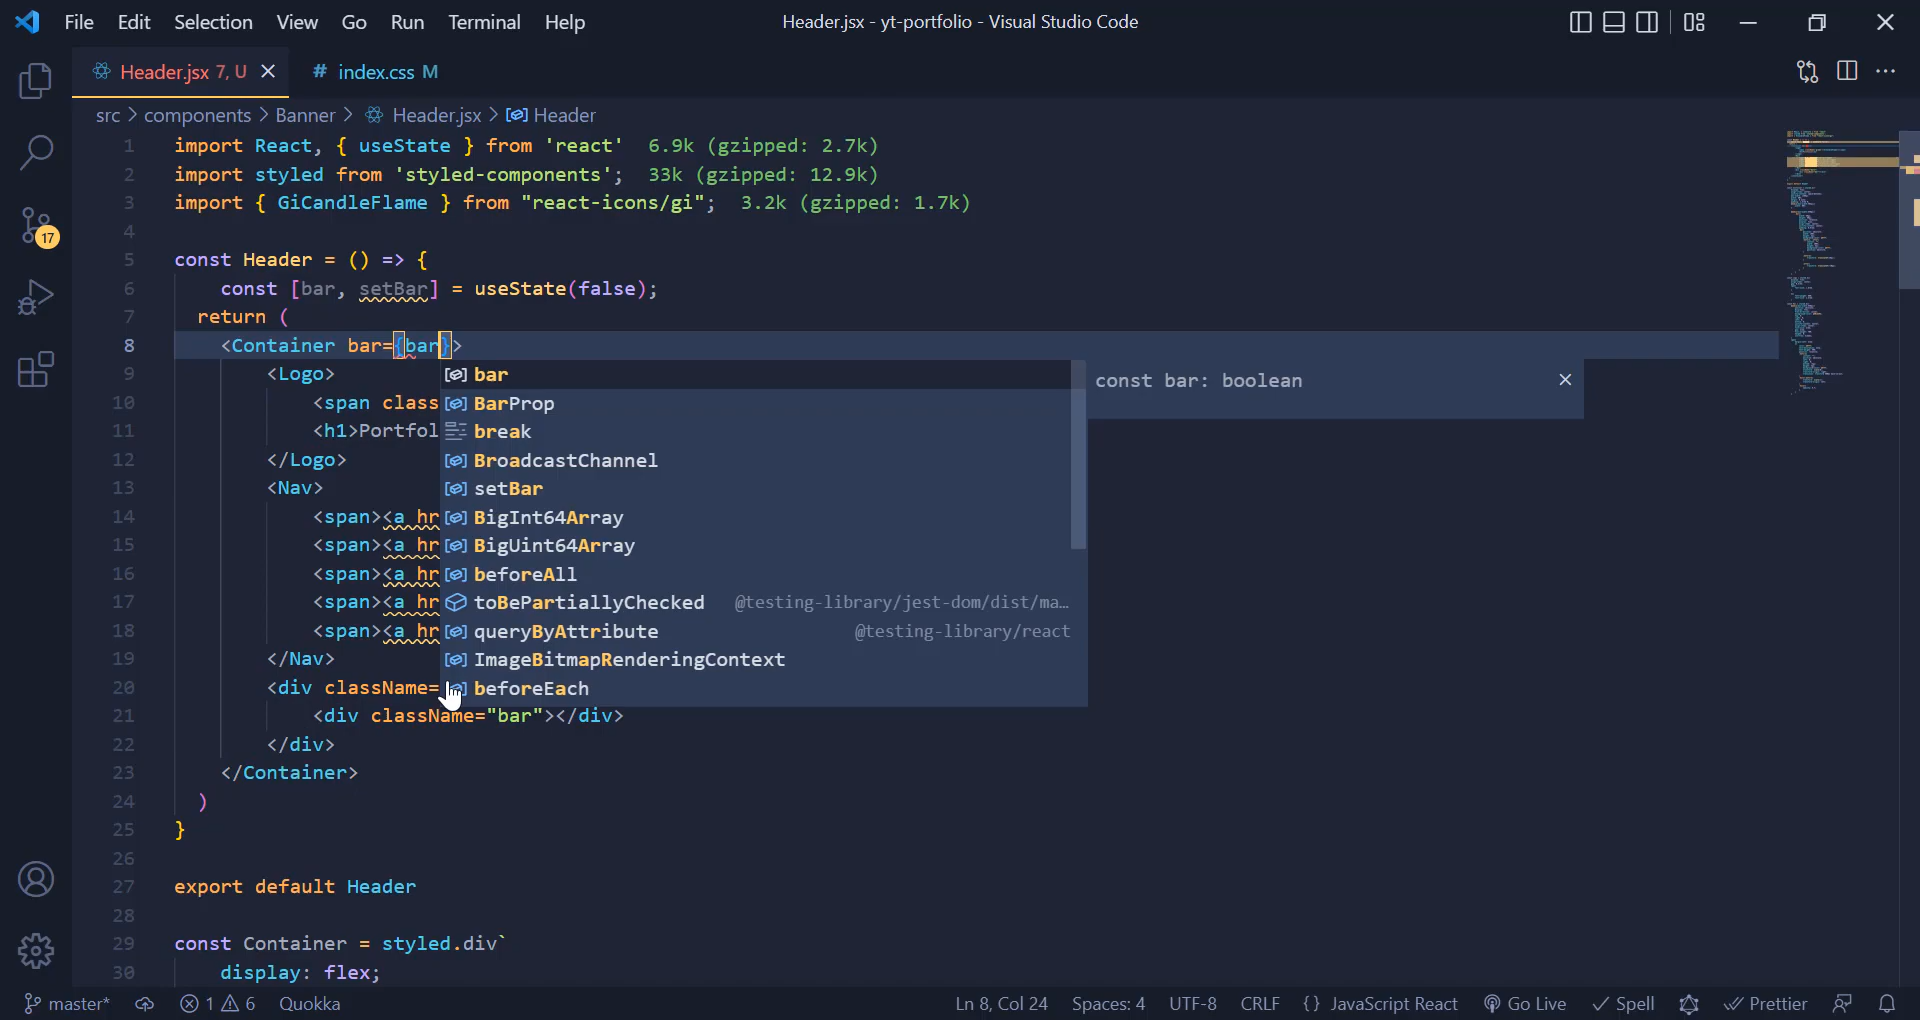 File Edit Selection View Go Run Terminal Help Header.jsx - yt-portfolio - Visual Studio Code
Header.jsx 7, U # index.css M
src > components > Banner > Header.jsx > Header
1 import React, { useState } from 'react' 6.9k (gzipped: 2.7k)
2 import styled from 'styled-components'; 33k (gzipped: 12.9k)
3 import { GiCandleFlame } from "react-icons/gi"; 3.2k (gzipped: 1.7k)
4
5 const Header = () => {
6 const [bar, setBar] = useState(false);
7 return (
8 <Container bar={bar}>
9 <Logo> bar const bar: boolean
10 <span class BarProp
11 <h1>Portfol break
12 </Logo> BroadcastChannel
13 <Nav> setBar
14 <span><a hr BigInt64Array
15 <span><a hr BigUint64Array
16 <span><a hr beforeAll
17 <span><a hr toBePartiallyChecked @testing-library/jest-dom/dist/ma…
18 <span><a hr queryByAttribute @testing-library/react
19 </Nav> ImageBitmapRenderingContext
20 <div className= beforeEach
21 <div className="bar"></div>
22 </div>
23 </Container>
24 )
25 }
26
27 export default Header
28
29 const Container = styled.div`
30 display: flex;
17
master* 1 6 Quokka Ln 8, Col 24 Spaces: 4 UTF-8 CRLF {} JavaScript React Go Live Spell Prettier